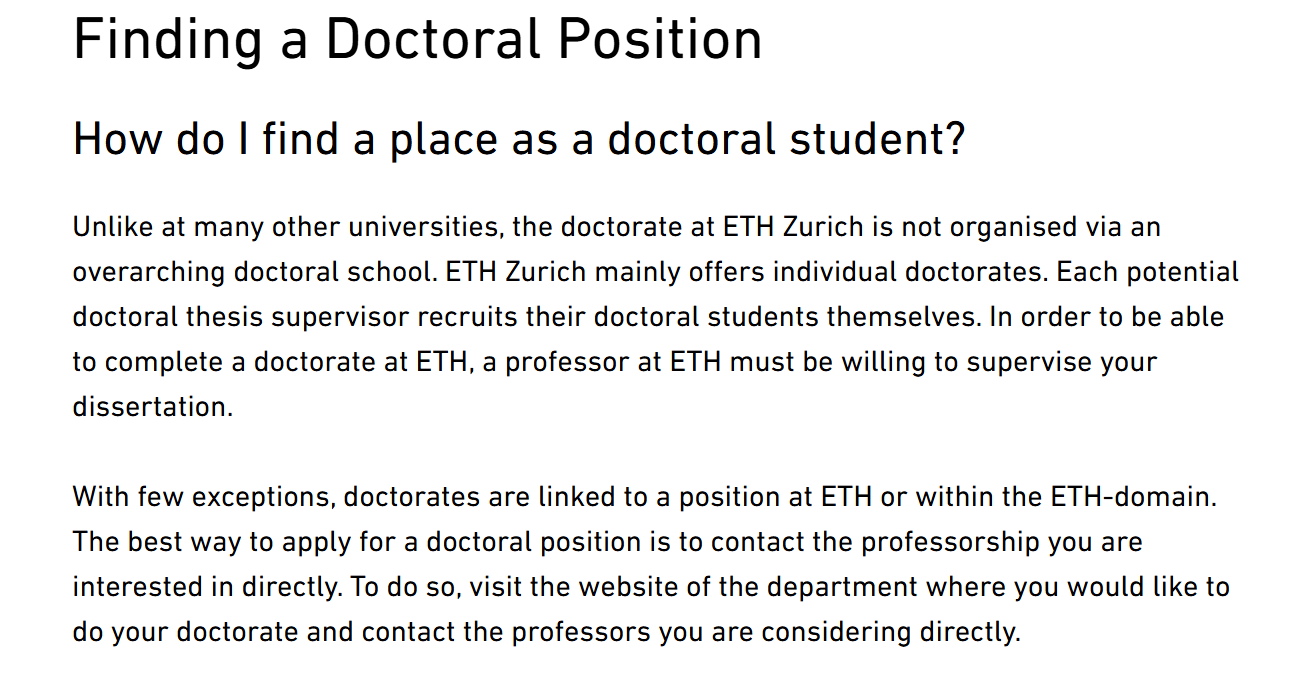 Finding a Doctoral Position
How do I find a place as a doctoral student?
Unlike at many other universities, the doctorate at ETH Zurich is not organised via an
overarching doctoral school. ETH Zurich mainly offers individual doctorates. Each potential
doctoral thesis supervisor recruits their doctoral students themselves. In order to be able
to complete a doctorate at ETH, a professor at ETH must be willing to supervise your
dissertation.
With few exceptions, doctorates are linked to a position at ETH or within the ETH-domain.
The best way to apply for a doctoral position is to contact the professorship you are
interested in directly. To do so, visit the website of the department where you would like to
do your doctorate and contact the professors you are considering directly.